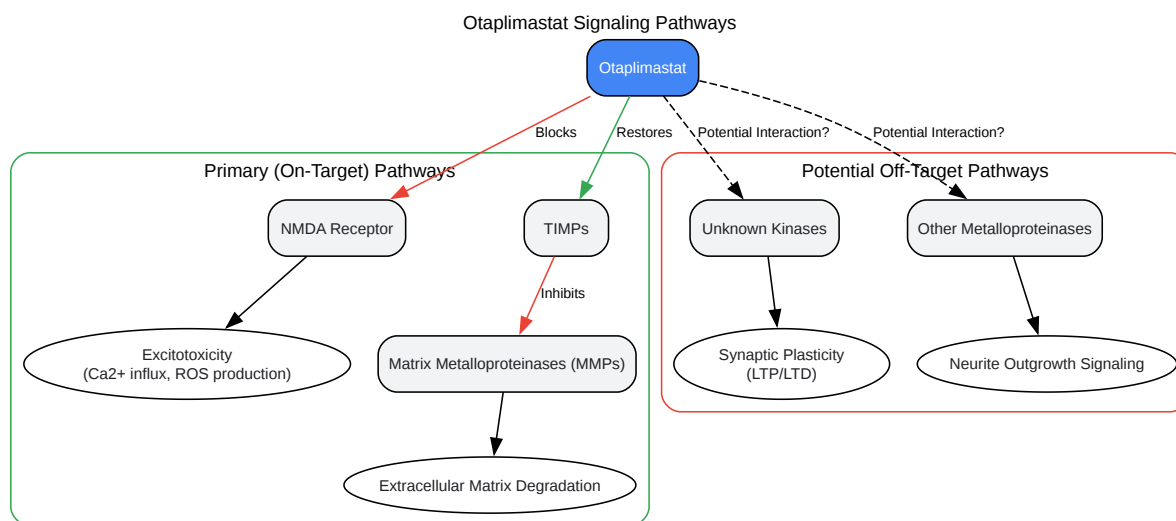 Otaplimastat Signaling Pathways
Otaplimastat
Blocks
Restores
Potential Interaction?
Potential Interaction?
Primary (On-Target) Pathways
Potential Off-Target Pathways
NMDA Receptor
TIMPs
Unknown Kinases
Other Metalloproteinases
Inhibits
Excitotoxicity
(Ca2+ influx, ROS production)
Matrix Metalloproteinases (MMPs)
Synaptic Plasticity
(LTP/LTD)
Neurite Outgrowth Signaling
Extracellular Matrix Degradation